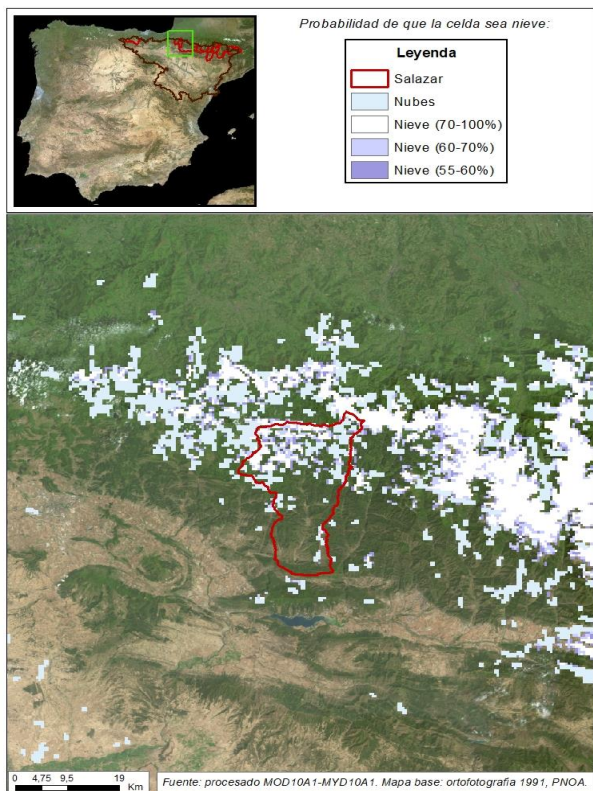 Probabilidad de que la celda sea nieve:
Leyenda
Salazar
Nubes
Nieve (70-100%)
Nieve (60-70%)
Nieve (55-60%)
0 4,75 9,5 19
Km
Fuente: procesado MOD10A1-MYD10A1. Mapa base: ortofotografía 1991, PNOA.